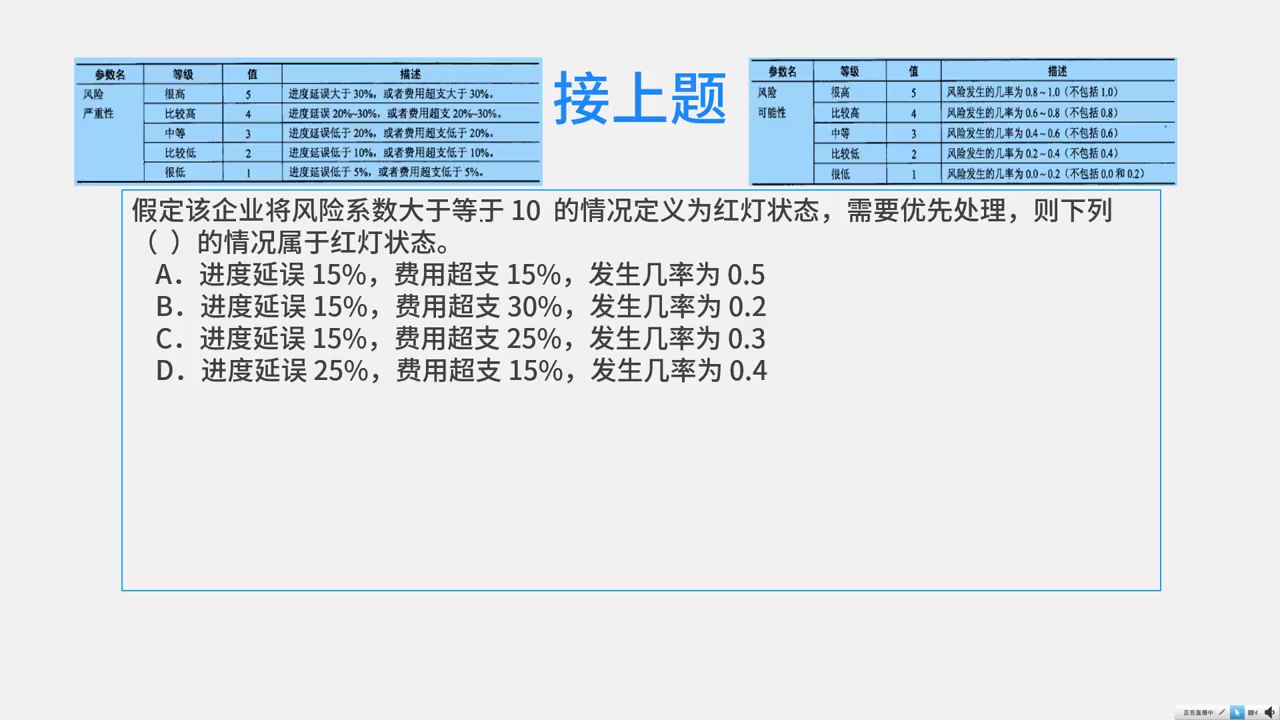 接上题
参数名 等级 值 描述
风险 很高 5 进度延误大于 30%，或者费用超支大于 30%。
严重性 比较高 4 进度延误 20%~30%，或者费用超支 20%~30%。
中等 3 进度延误低于 20%，或者费用超支低于 20%。
比较低 2 进度延误低于 10%，或者费用超支低于 10%。
很低 1 进度延误低于 5%，或者费用超支低于 5%。
参数名 等级 值 描述
风险 很高 5 风险发生的几率为 0.8～1.0（不包括 1.0）
可能性 比较高 4 风险发生的几率为 0.6～0.8（不包括 0.8）
中等 3 风险发生的几率为 0.4～0.6（不包括 0.6）
比较低 2 风险发生的几率为 0.2～0.4（不包括 0.4）
很低 1 风险发生的几率为 0.0～0.2（不包括 0.0 和 0.2）
假定该企业将风险系数大于等于 10 的情况定义为红灯状态，需要优先处理，则下列
（ ）的情况属于红灯状态。
A．进度延误 15%，费用超支 15%，发生几率为 0.5
B．进度延误 15%，费用超支 30%，发生几率为 0.2
C．进度延误 15%，费用超支 25%，发生几率为 0.3
D．进度延误 25%，费用超支 15%，发生几率为 0.4
正在直播中